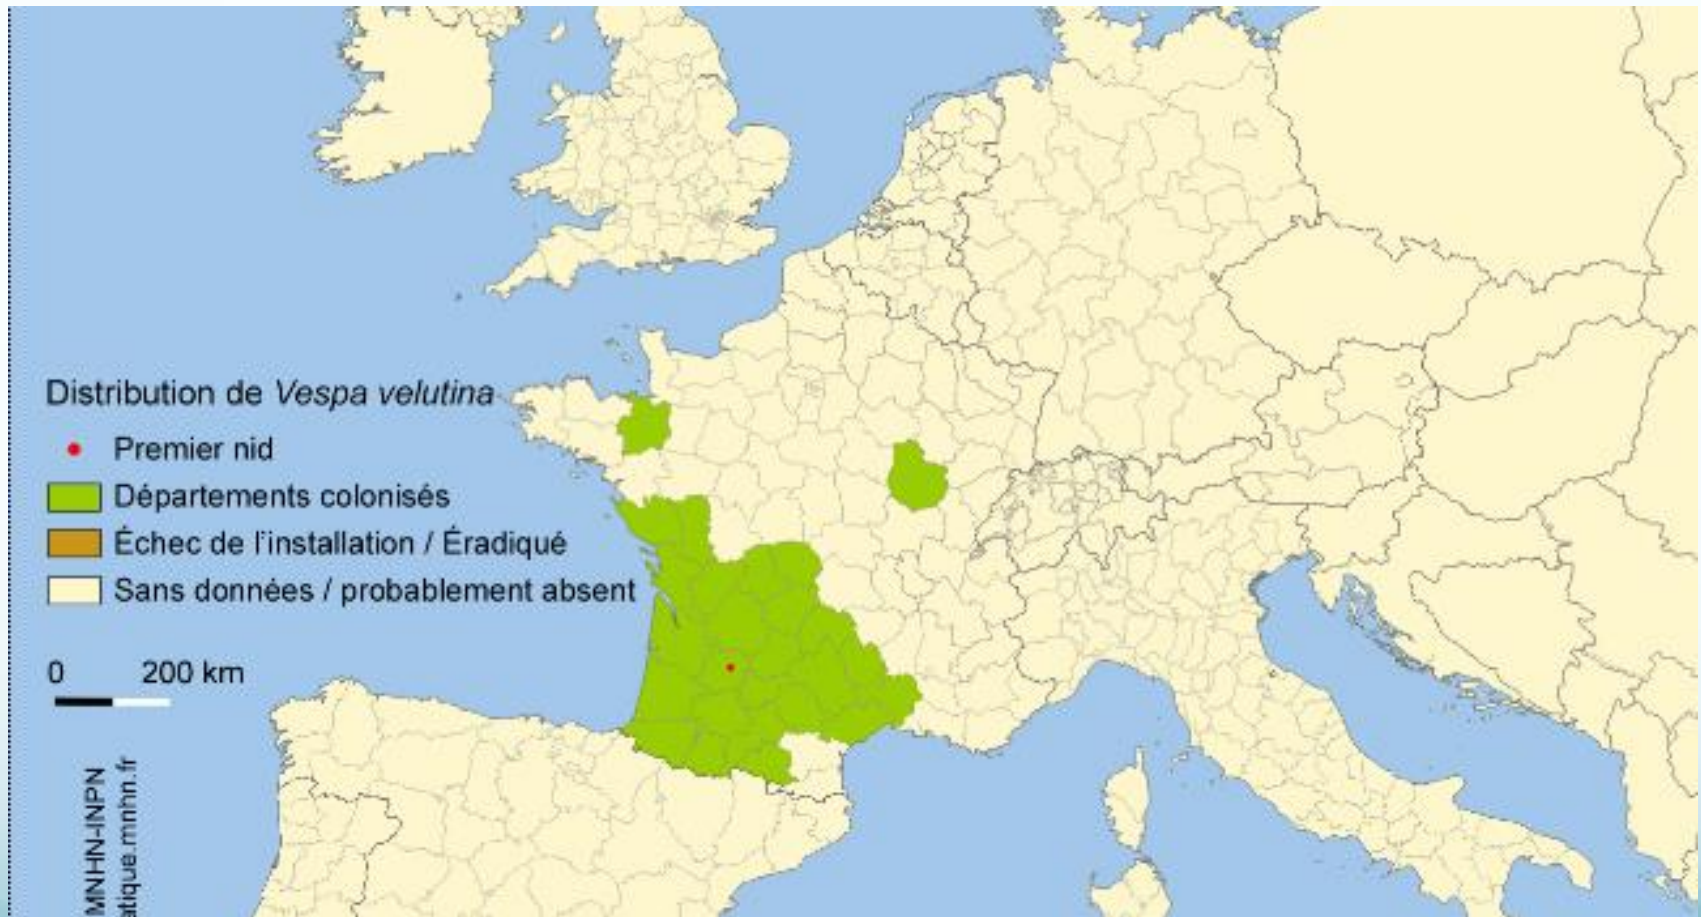 Distribution de Vespa velutina
Premier nid
Départements colonisés
Échec de l'installation / Éradiqué
Sans données / probablement absent
0 200 km
MNHN-INPN
atique.mnhn.fr